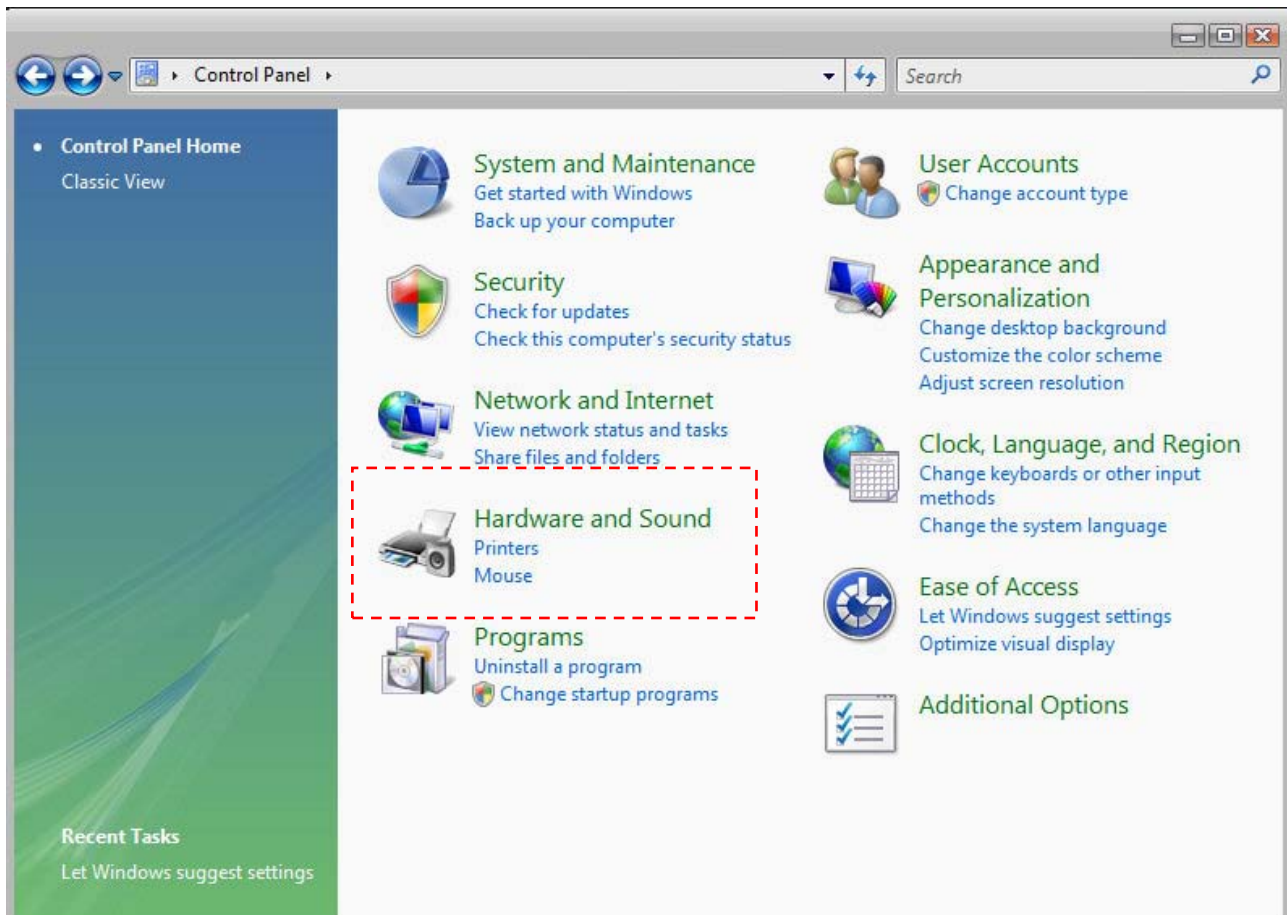 Control Panel
Search
Control Panel Home
Classic View
System and Maintenance
Get started with Windows
Back up your computer
Security
Check for updates
Check this computer's security status
Network and Internet
View network status and tasks
Share files and folders
Hardware and Sound
Printers
Mouse
Programs
Uninstall a program
Change startup programs
User Accounts
Change account type
Appearance and
Personalization
Change desktop background
Customize the color scheme
Adjust screen resolution
Clock, Language, and Region
Change keyboards or other input
methods
Change the system language
Ease of Access
Let Windows suggest settings
Optimize visual display
Additional Options
Recent Tasks
Let Windows suggest settings